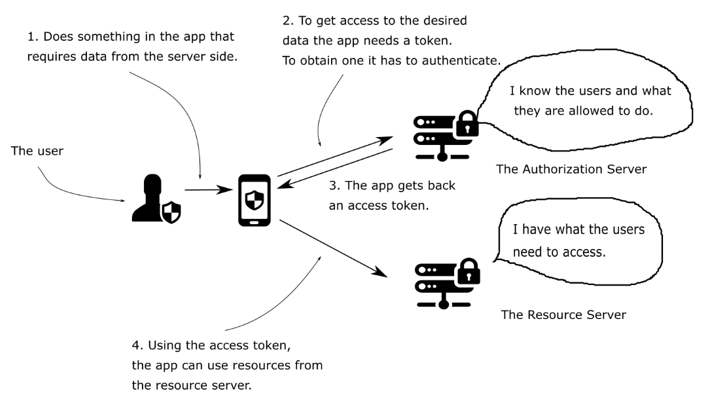 1. Does something in the app that
requires data from the server side.
2. To get access to the desired
data the app needs a token.
To obtain one it has to authenticate.
I know the users and what
they are allowed to do.
The user
The Authorization Server
3. The app gets back
an access token.
I have what the users
need to access.
The Resource Server
4. Using the access token,
the app can use resources from
the resource server.